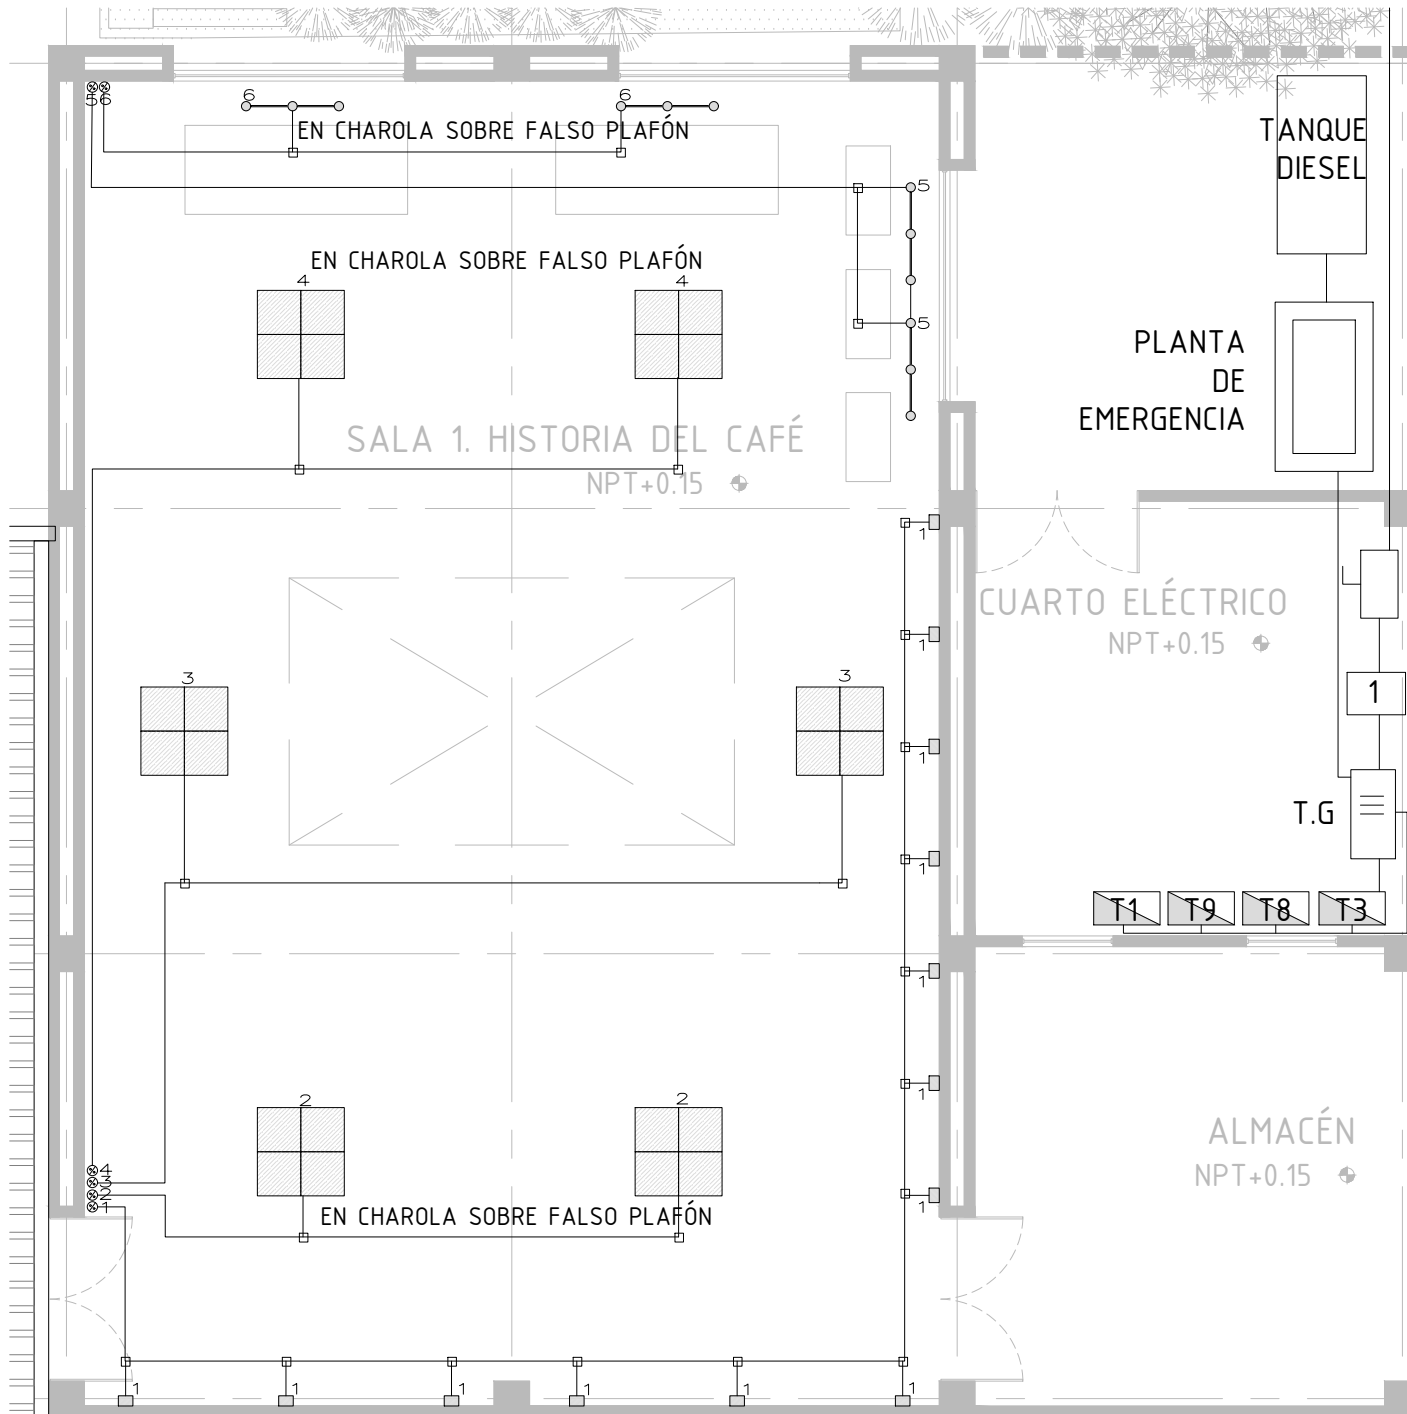 5 6
6
6
EN CHAROLA SOBRE FALSO PLAFÓN
TANQUE
DIESEL
5
EN CHAROLA SOBRE FALSO PLAFÓN
4
4
5
PLANTA
DE
EMERGENCIA
SALA 1. HISTORIA DEL CAFÉ
NPT+0.15
1
CUARTO ELÉCTRICO
NPT+0.15
1
3
3
1
1
1
T.G
1
T1
T9
T8
T3
1
1
2
2
ALMACÉN
NPT+0.15
4
3
2
1
1
EN CHAROLA SOBRE FALSO PLAFÓN
1
1
1
1
1
1